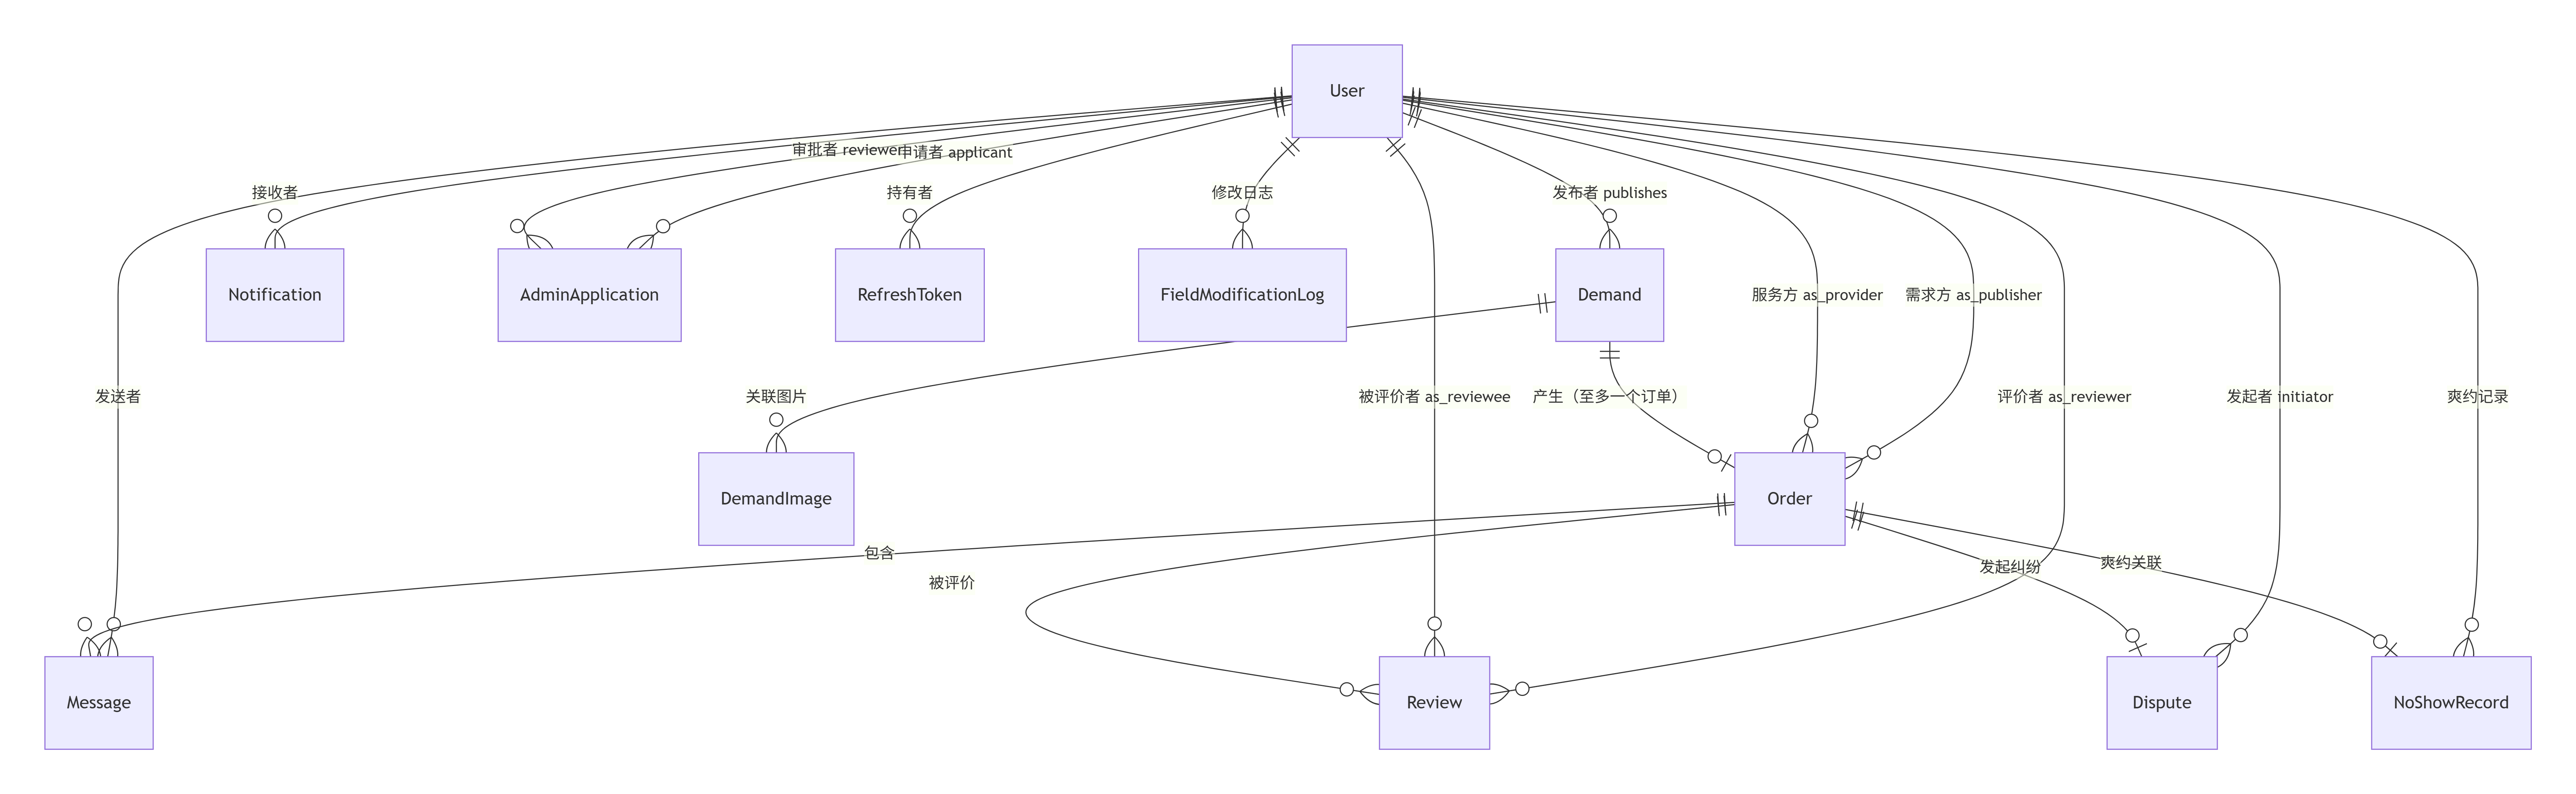 User
审批者 reviewer
申请者 applicant
接收者
持有者
修改日志
发布者 publishes
Notification
AdminApplication
RefreshToken
FieldModificationLog
Demand
服务方 as_provider
需求方 as_publisher
发送者
关联图片
被评价者 as_reviewee
产生（至多一个订单）
评价者 as_reviewer
发起者 initiator
爽约记录
DemandImage
Order
包含
被评价
发起纠纷
爽约关联
Message
Review
Dispute
NoShowRecord